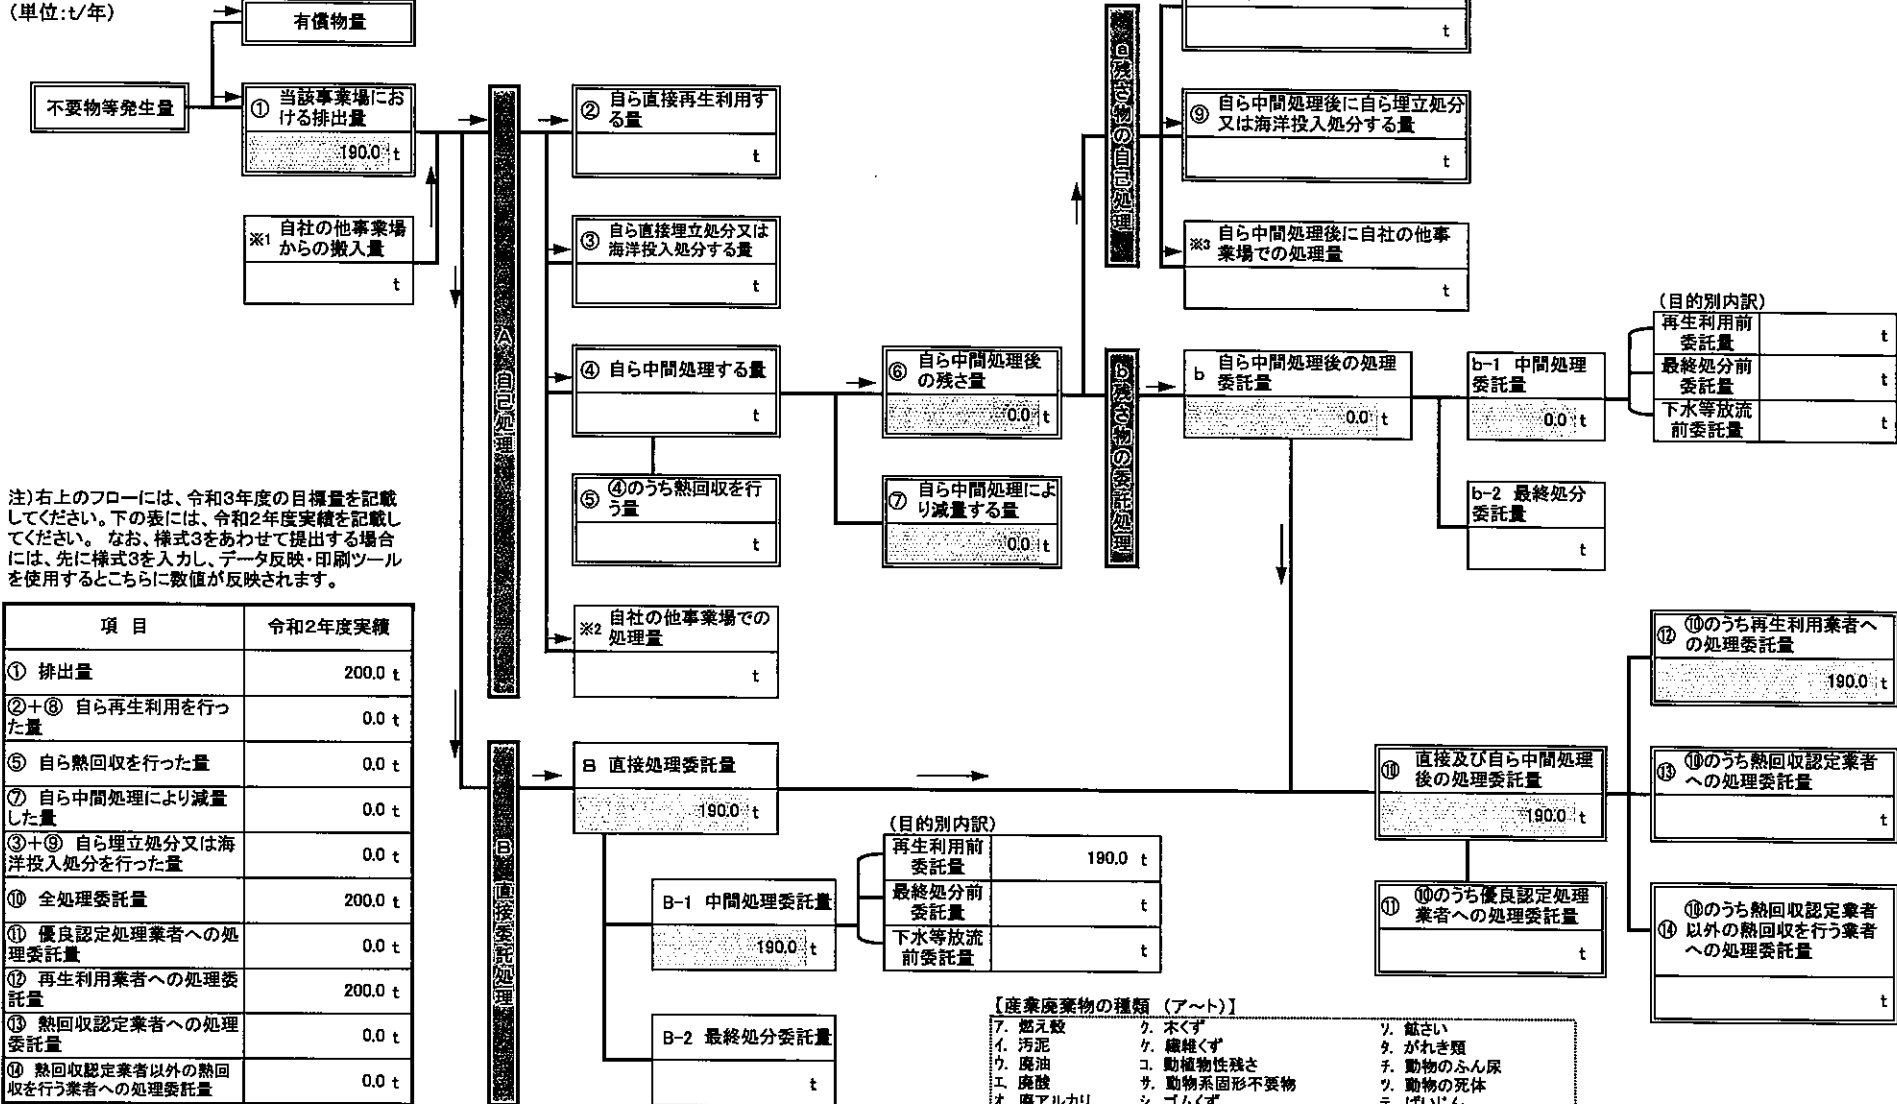 (単位:t/年)
有償物量
不要物等発生量
① 当該事業場にお
ける排出量
190.0 t
※1 自社の他事業場
からの搬入量
t
A 自己処理
② 自ら直接再生利用す
る量
t
③ 自ら直接埋立処分又は
海洋投入処分する量
t
④ 自ら中間処理する量
t
⑤ ④のうち熱回収を行
う量
t
※2 自社の他事業場での
処理量
t
⑥ 自ら中間処理後
の残さ量
0.0 t
⑦ 自ら中間処理によ
り減量する量
0.0 t
a残さ物の自己処理
t
⑨ 自ら中間処理後に自ら埋立処分
又は海洋投入処分する量
t
※3 自ら中間処理後に自社の他事
業場での処理量
t
b残さ物の委託処理
b 自ら中間処理後の処理
委託量
0.0 t
b-1 中間処理
委託量
0.0 t
(目的別内訳)
再生利用前
委託量
t
最終処分前
委託量
t
下水等放流
前委託量
t
b-2 最終処分
委託量
t
注)右上のフローには、令和3年度の目標量を記載
してください。下の表には、令和2年度実績を記載し
てください。 なお、様式3をあわせて提出する場合
には、先に様式3を入力し、データ反映・印刷ツール
を使用するとこちらに数値が反映されます。
項 目 令和2年度実績
① 排出量 200.0 t
②+⑧ 自ら再生利用を行っ
た量 0.0 t
⑤ 自ら熱回収を行った量 0.0 t
⑦ 自ら中間処理により減量
した量 0.0 t
③+⑨ 自ら埋立処分又は海
洋投入処分を行った量 0.0 t
⑩ 全処理委託量 200.0 t
⑪ 優良認定処理業者への処
理委託量 0.0 t
⑫ 再生利用業者への処理委
託量 200.0 t
⑬ 熱回収認定業者への処理
委託量 0.0 t
⑭ 熱回収認定業者以外の熱回
収を行う業者への処理委託量 0.0 t
B 直接委託処理
B 直接処理委託量
190.0 t
B-1 中間処理委託量
190.0 t
(目的別内訳)
再生利用前
委託量 190.0 t
最終処分前
委託量 t
下水等放流
前委託量 t
B-2 最終処分委託量
t
⑩ 直接及び自ら中間処理
後の処理委託量
190.0 t
⑪ ⑩のうち優良認定処理
業者への処理委託量
t
⑫ ⑩のうち再生利用業者へ
の処理委託量
190.0 t
⑬ ⑩のうち熱回収認定業者
への処理委託量
t
⑭ ⑩のうち熱回収認定業者
以外の熱回収を行う業者
への処理委託量
t
【産業廃棄物の種類 (ア~ト)】
ア. 燃え殻 ク. 木くず ソ. 鉱さい
イ. 汚泥 ケ. 繊維くず タ. がれき類
ウ. 廃油 コ. 動植物性残さ チ. 動物のふん尿
エ. 廃酸 サ. 動物系固形不要物 ツ. 動物の死体
オ. 廃アルカリ シ. ゴムくず テ. ばいじん